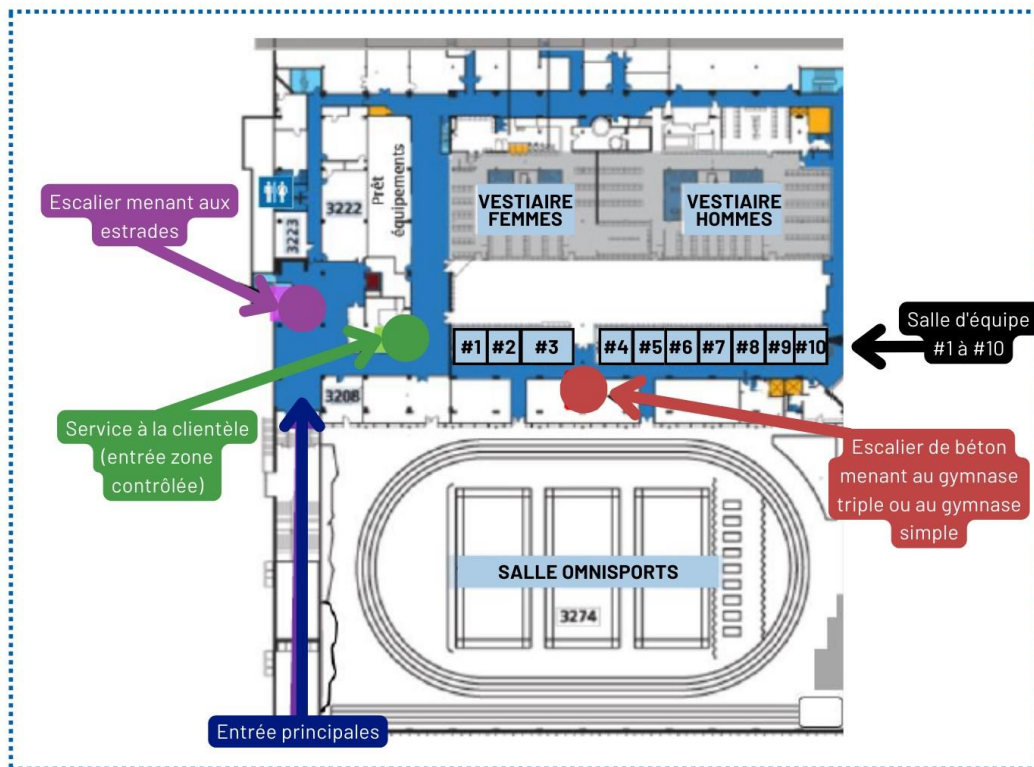 Escalier menant aux
estrades
3223
3222
Prêt
équipements
VESTIAIRE
FEMMES
VESTIAIRE
HOMMES
#1 #2 #3 #4 #5 #6 #7 #8 #9 #10
Salle d'équipe
#1 à #10
3208
Service à la clientèle
(entrée zone
contrôlée)
Escalier de béton
menant au gymnase
triple ou au gymnase
simple
SALLE OMNISPORTS
3274
Entrée principales